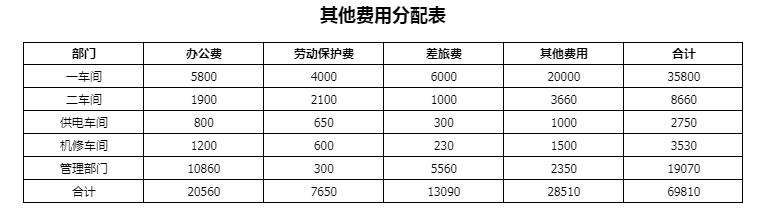 其他费用分配表
部门 办公费 劳动保护费 差旅费 其他费用 合计
一车间 5800 4000 6000 20000 35800
二车间 1900 2100 1000 3660 8660
供电车间 800 650 300 1000 2750
机修车间 1200 600 230 1500 3530
管理部门 10860 300 5560 2350 19070
合计 20560 7650 13090 28510 69810